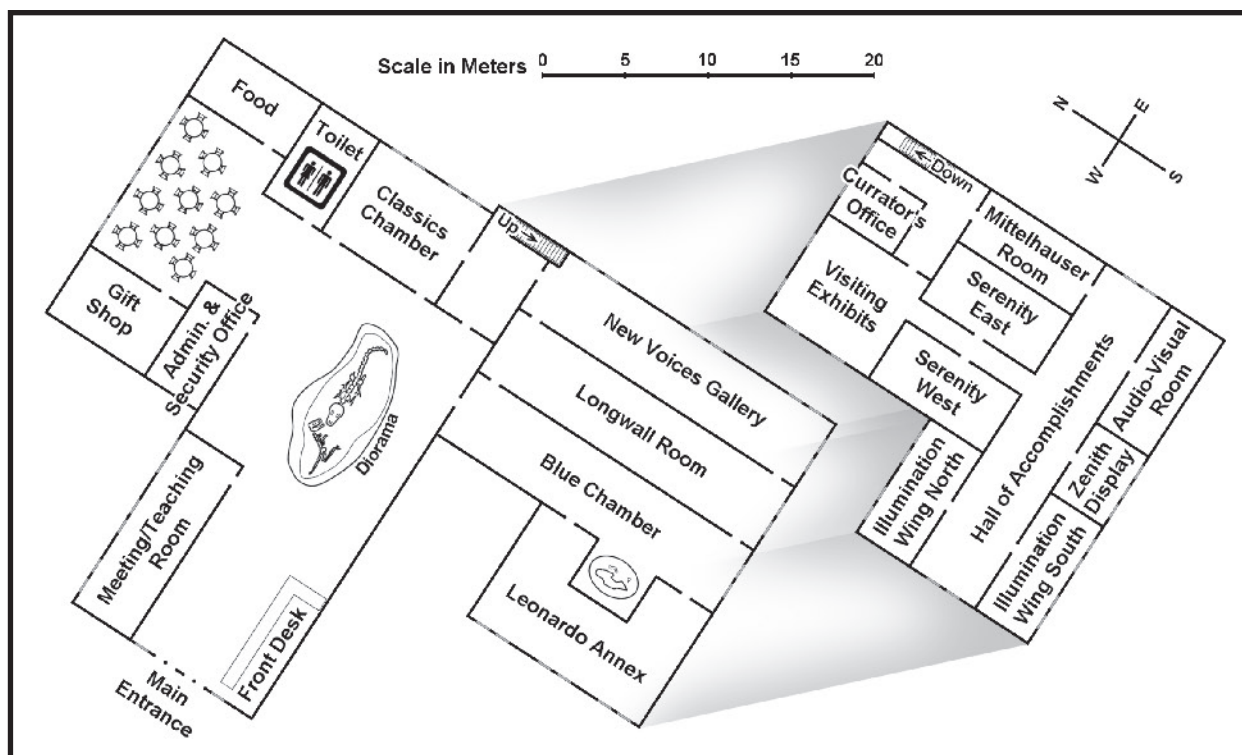 Scale in Meters 0 5 10 15 20
N
E
W
S
Food
Toilet
Classics
Chamber
Up
Gift
Shop
Admin. &
Security Office
Diorama
Meeting/Teaching
Room
Front Desk
Main
Entrance
New Voices Gallery
Longwall Room
Blue Chamber
Leonardo Annex
Down
Currator's
Office
Mittelhauser
Room
Visiting
Exhibits
Serenity
East
Serenity
West
Hall of Accomplishments
Audio-Visual
Room
Zenith
Display
Illumination
Wing North
Illumination
Wing South